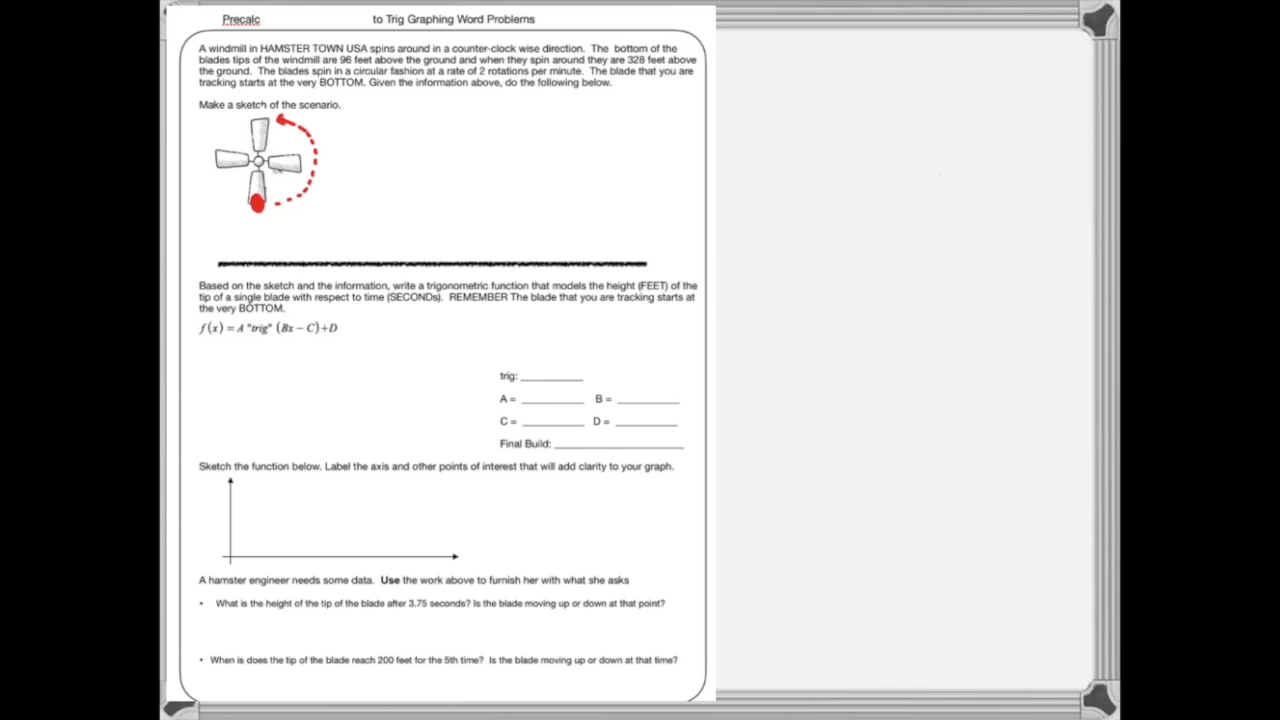 Precalc to Trig Graphing Word Problems
A windmill in HAMSTER TOWN USA spins around in a counter-clock wise direction. The bottom of the
blades tips of the windmill are 96 feet above the ground and when they spin around they are 328 feet above
the ground. The blades spin in a circular fashion at a rate of 2 rotations per minute. The blade that you are
tracking starts at the very BOTTOM. Given the information above, do the following below.
Make a sketch of the scenario.
Based on the sketch and the information, write a trigonometric function that models the height (FEET) of the
tip of a single blade with respect to time (SECONDs). REMEMBER The blade that you are tracking starts at
the very BOTTOM.
f(x) = A "trig" (Bx − C)+D
trig: ___________
A = ___________ B = ___________
C = ___________ D = ___________
Final Build: _______________________
Sketch the function below. Label the axis and other points of interest that will add clarity to your graph.
A hamster engineer needs some data. Use the work above to furnish her with what she asks
• What is the height of the tip of the blade after 3.75 seconds? Is the blade moving up or down at that point?
• When is does the tip of the blade reach 200 feet for the 5th time? Is the blade moving up or down at that time?